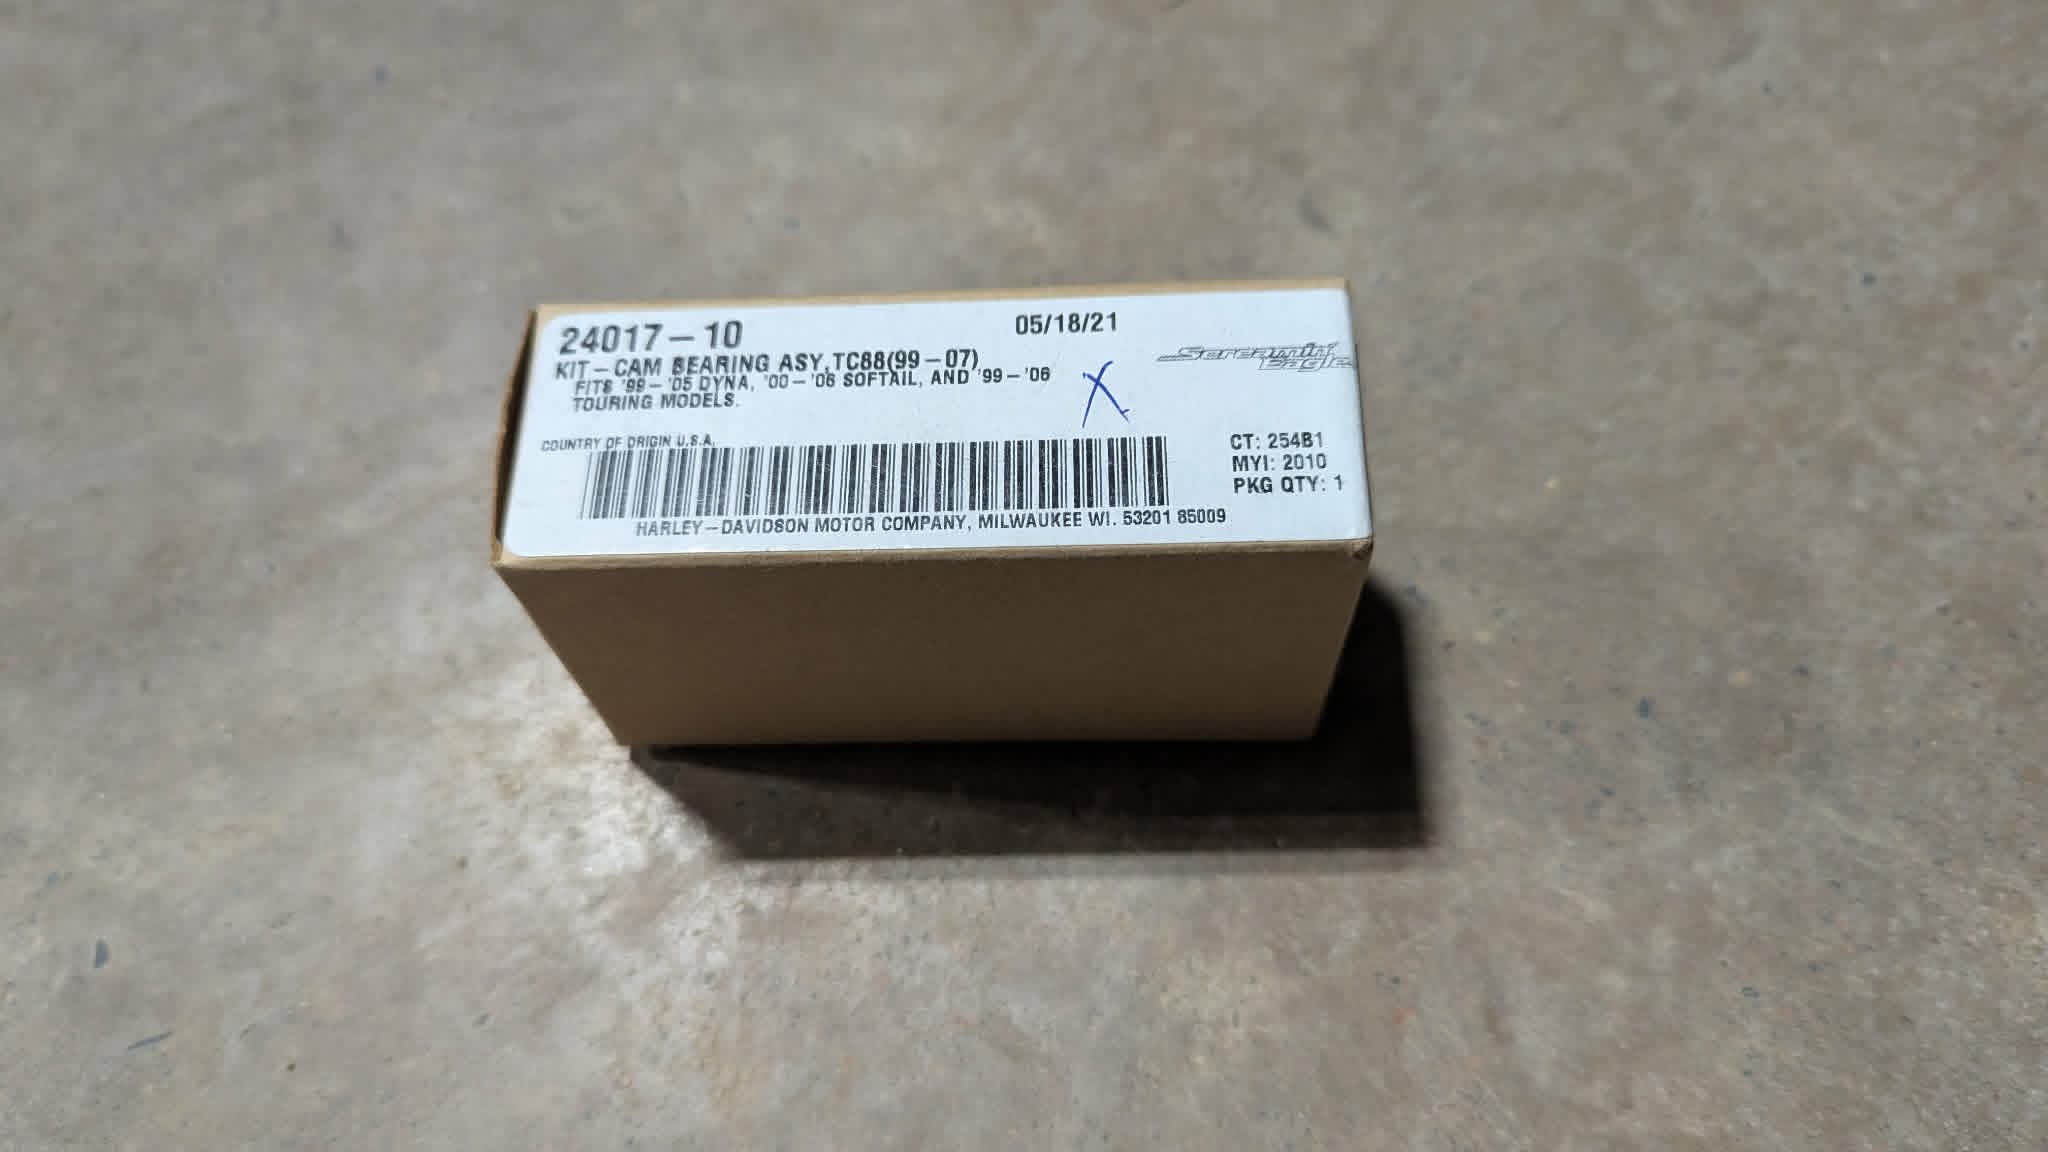 24017-10
05/18/21
KIT-CAM BEARING ASY,TC88(99-07)
FITS '99-'05 DYNA, '00-'06 SOFTAIL, AND '99-'06
TOURING MODELS.
Screamin'
Eagle
X
COUNTRY OF ORIGIN U.S.A.
CT: 254B1
MYI: 2010
PKG QTY: 1
HARLEY-DAVIDSON MOTOR COMPANY, MILWAUKEE WI. 53201 85009